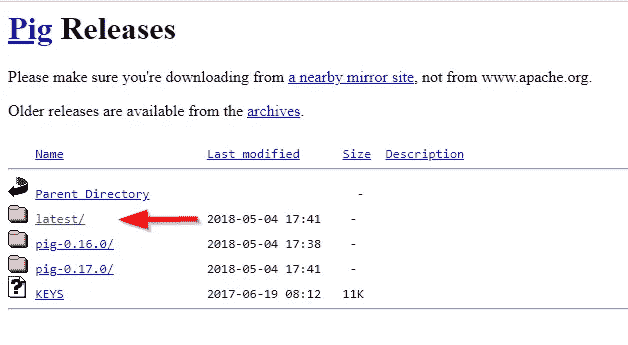 Pig Releases
Please make sure you're downloading from a nearby mirror site, not from www.apache.org.
Older releases are available from the archives.
Name Last modified Size Description
Parent Directory -
latest/ 2018-05-04 17:41 -
pig-0.16.0/ 2018-05-04 17:38 -
pig-0.17.0/ 2018-05-04 17:41 -
? KEYS 2017-06-19 08:12 11K